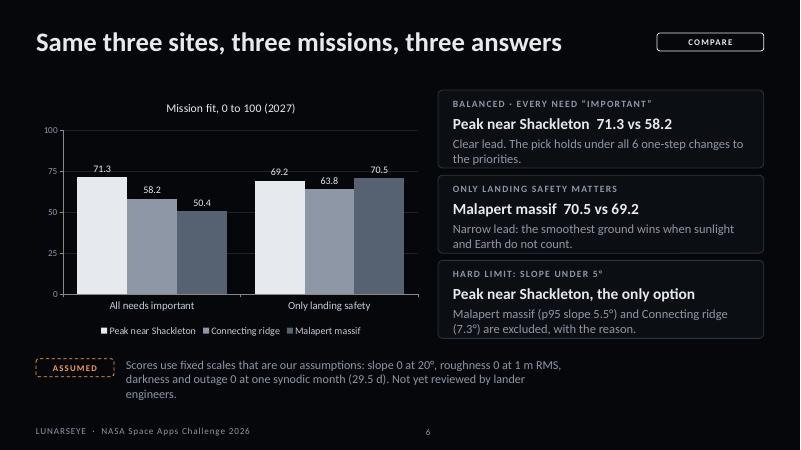 Same three sites, three missions, three answers
COMPARE
Mission fit, 0 to 100 (2027)
100
75
50
25
0
71.3
58.2
50.4
69.2
63.8
70.5
All needs important
Only landing safety
Peak near Shackleton
Connecting ridge
Malapert massif
BALANCED · EVERY NEED “IMPORTANT”
Peak near Shackleton 71.3 vs 58.2
Clear lead. The pick holds under all 6 one-step changes to
the priorities.
ONLY LANDING SAFETY MATTERS
Malapert massif 70.5 vs 69.2
Narrow lead: the smoothest ground wins when sunlight
and Earth do not count.
HARD LIMIT: SLOPE UNDER 5°
Peak near Shackleton, the only option
Malapert massif (p95 slope 5.5°) and Connecting ridge
(7.3°) are excluded, with the reason.
ASSUMED
Scores use fixed scales that are our assumptions: slope 0 at 20°, roughness 0 at 1 m RMS,
darkness and outage 0 at one synodic month (29.5 d). Not yet reviewed by lander
engineers.
LUNARSEYE · NASA Space Apps Challenge 2026
6